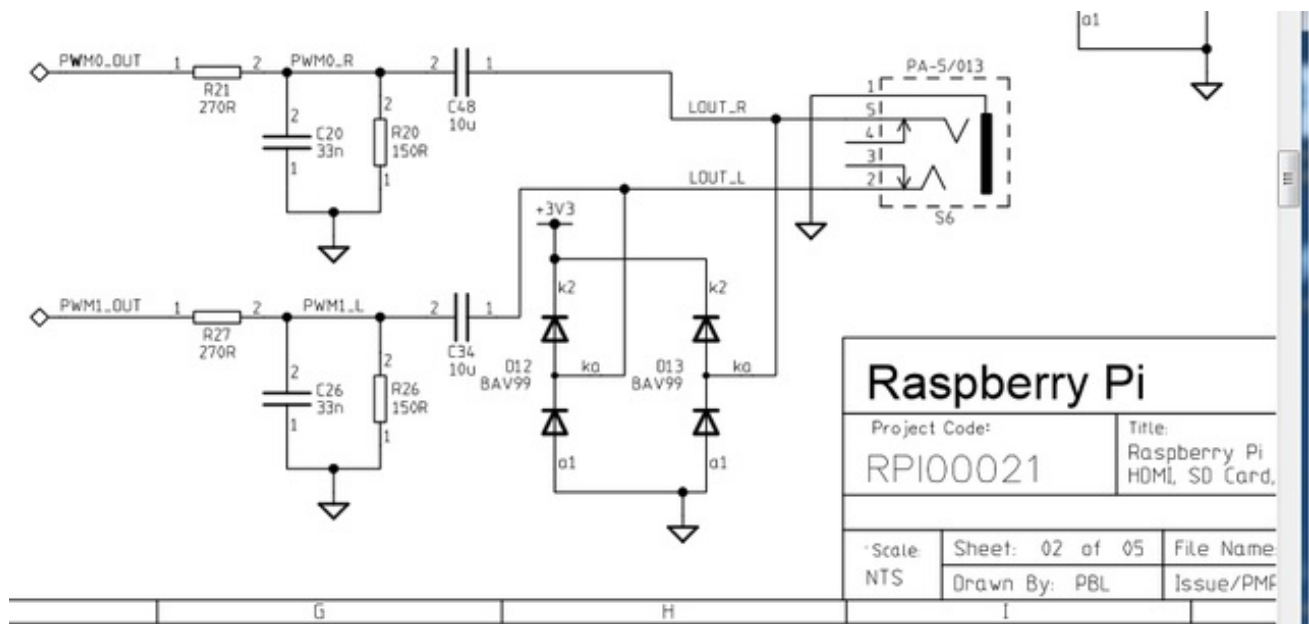 a1
PWM0_OUT 1 2 PWM0_R 2 1
R21
270R
C48
10u
2
C20
33n
1
2
R20
150R
1
PA-5/013
1
5
4
3
2
S6
LOUT_R
LOUT_L
+3V3
PWM1_OUT 1 2 PWM1_L 2 1
R27
270R
C34
10u
2
C26
33n
1
2
R26
150R
1
k2
k2
D12
BAV99
ka
D13
BAV99
ka
a1
a1
Raspberry Pi
Project Code:
RPI00021
Title:
Raspberry Pi
HDMI, SD Card,
Scale:
NTS
Sheet: 02 of 05
File Name:
Drawn By: PBL
Issue/PMP
G H I